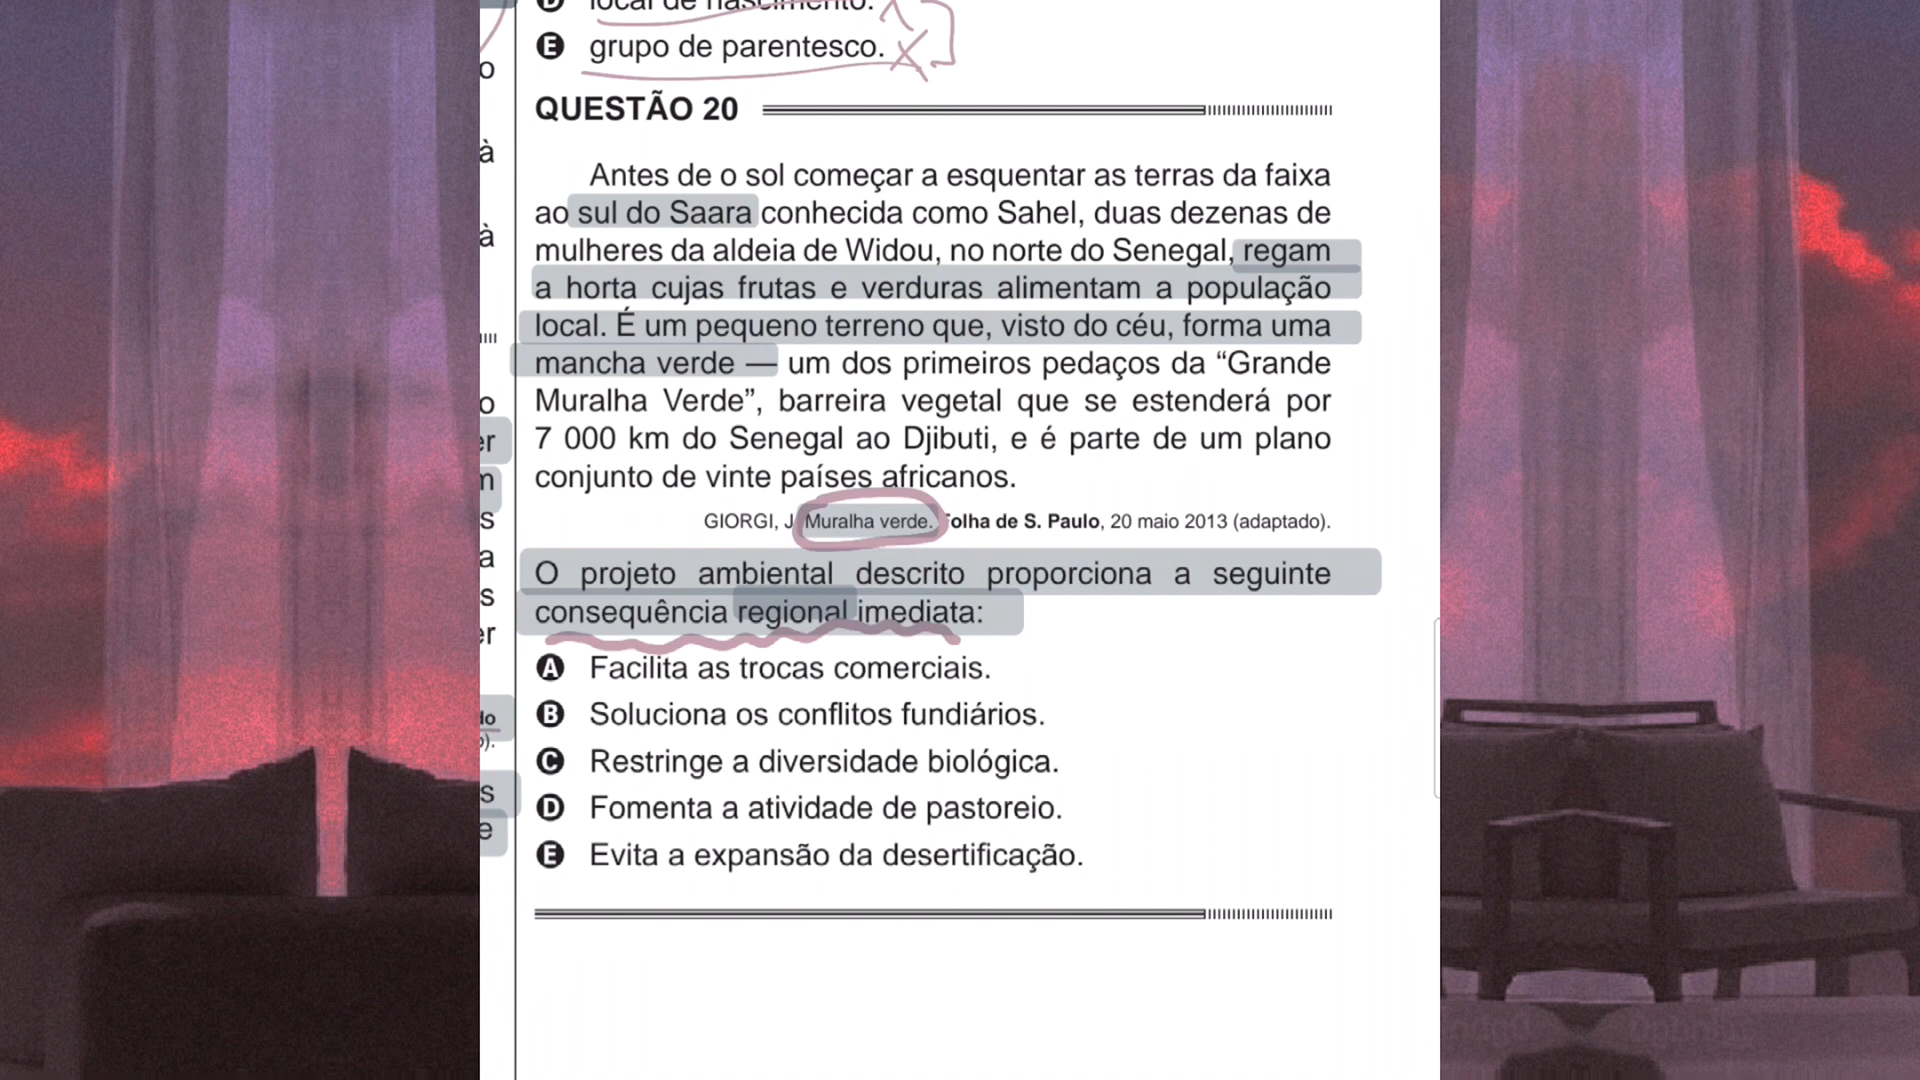 local de nascimento.
E grupo de parentesco.
QUESTÃO 20
Antes de o sol começar a esquentar as terras da faixa
ao sul do Saara conhecida como Sahel, duas dezenas de
mulheres da aldeia de Widou, no norte do Senegal, regam
a horta cujas frutas e verduras alimentam a população
local. É um pequeno terreno que, visto do céu, forma uma
mancha verde — um dos primeiros pedaços da “Grande
Muralha Verde”, barreira vegetal que se estenderá por
7 000 km do Senegal ao Djibuti, e é parte de um plano
conjunto de vinte países africanos.
GIORGI, J Muralha verde. Folha de S. Paulo, 20 maio 2013 (adaptado).
O projeto ambiental descrito proporciona a seguinte
consequência regional imediata:
A Facilita as trocas comerciais.
B Soluciona os conflitos fundiários.
C Restringe a diversidade biológica.
D Fomenta a atividade de pastoreio.
E Evita a expansão da desertificação.